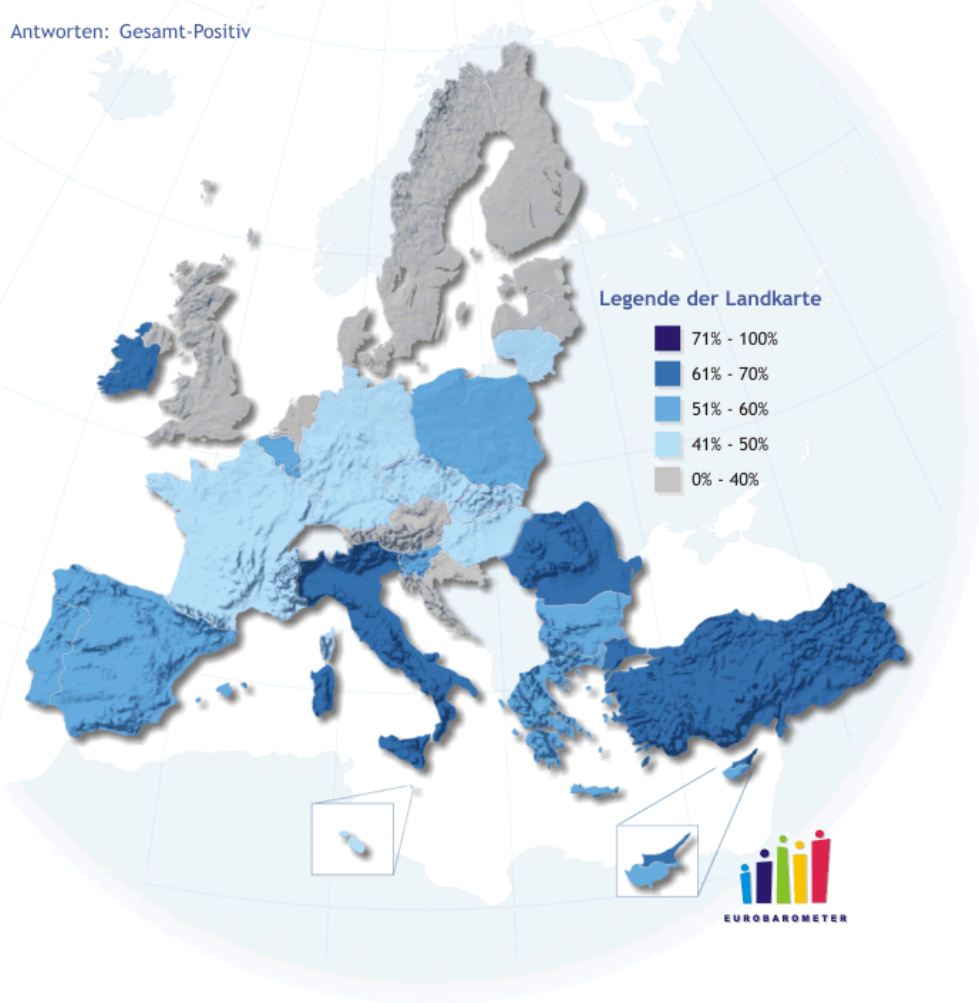 Antworten: Gesamt-Positiv
Legende der Landkarte
71% - 100%
61% - 70%
51% - 60%
41% - 50%
0% - 40%
EUROBAROMETER